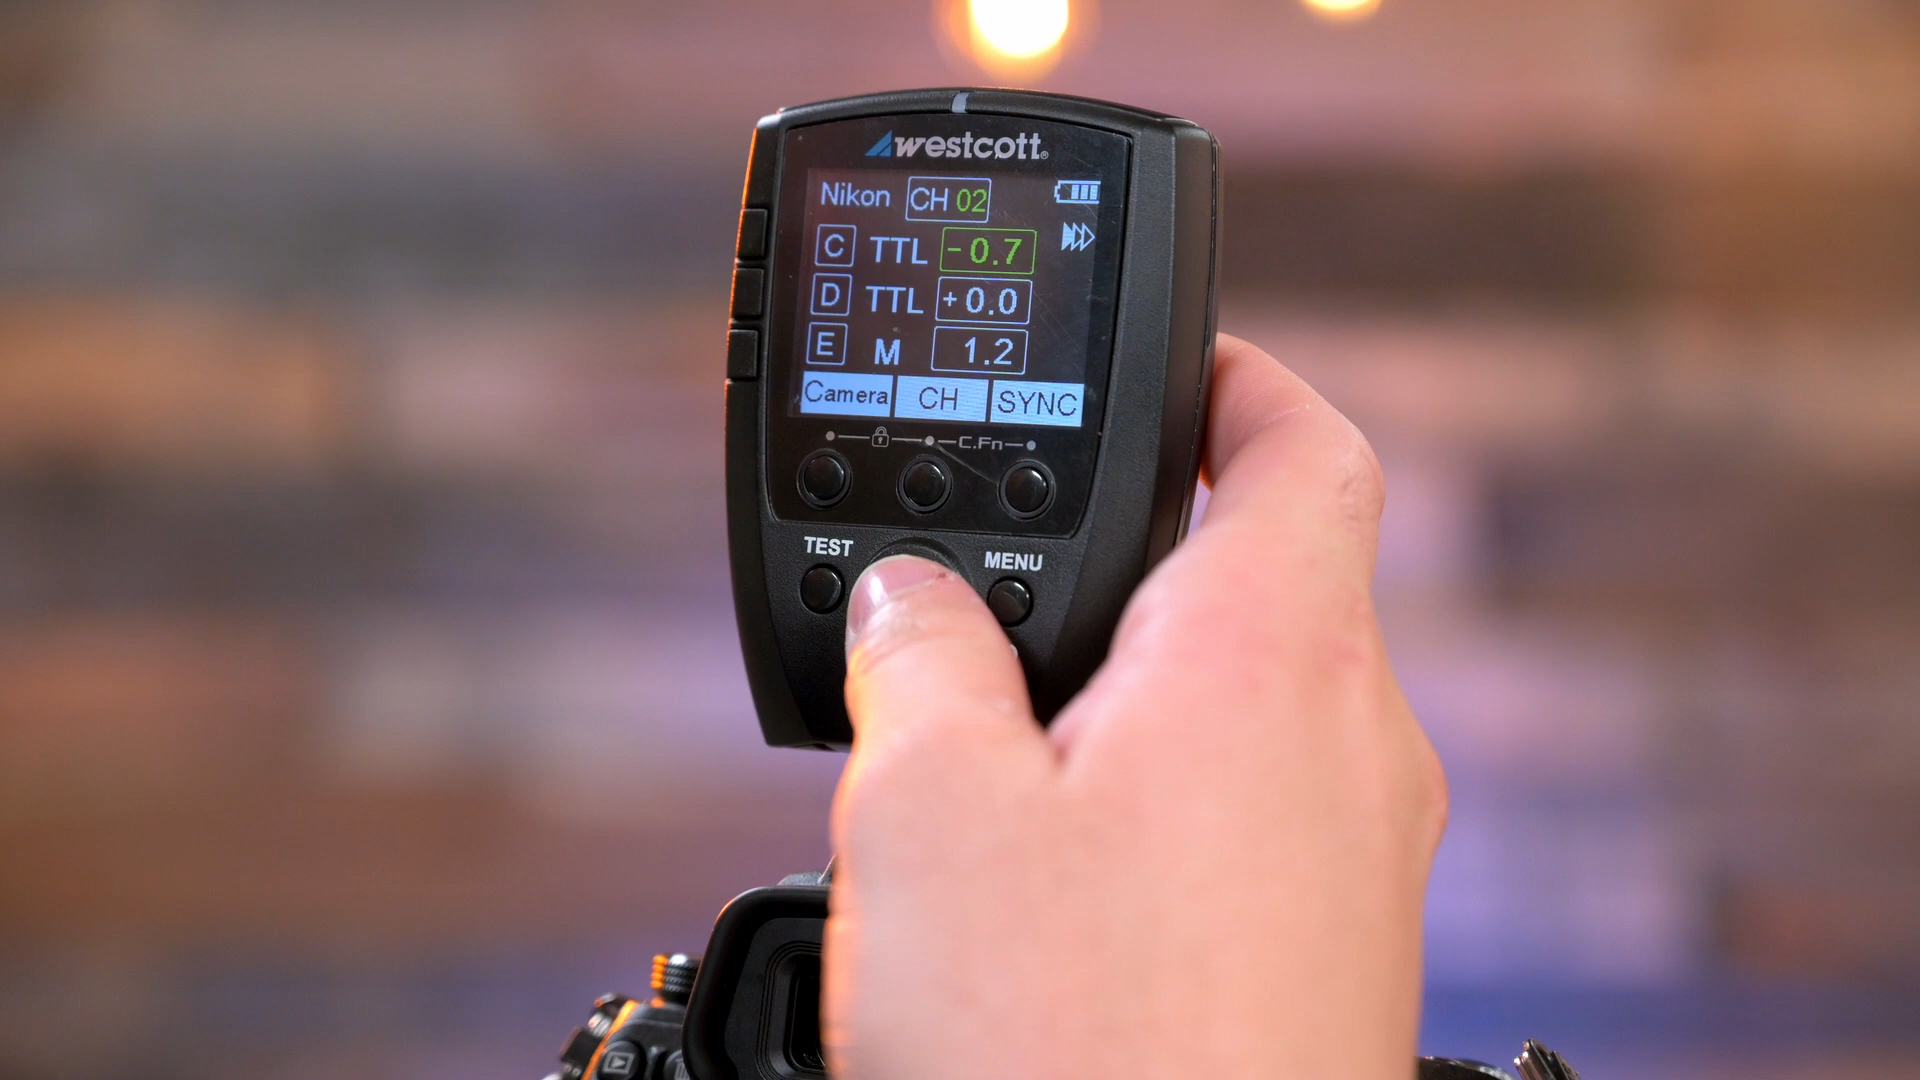 westcott®
Nikon CH 02
C TTL -0.7
D TTL +0.0
E M 1.2
Camera CH SYNC
C.Fn
TEST MENU